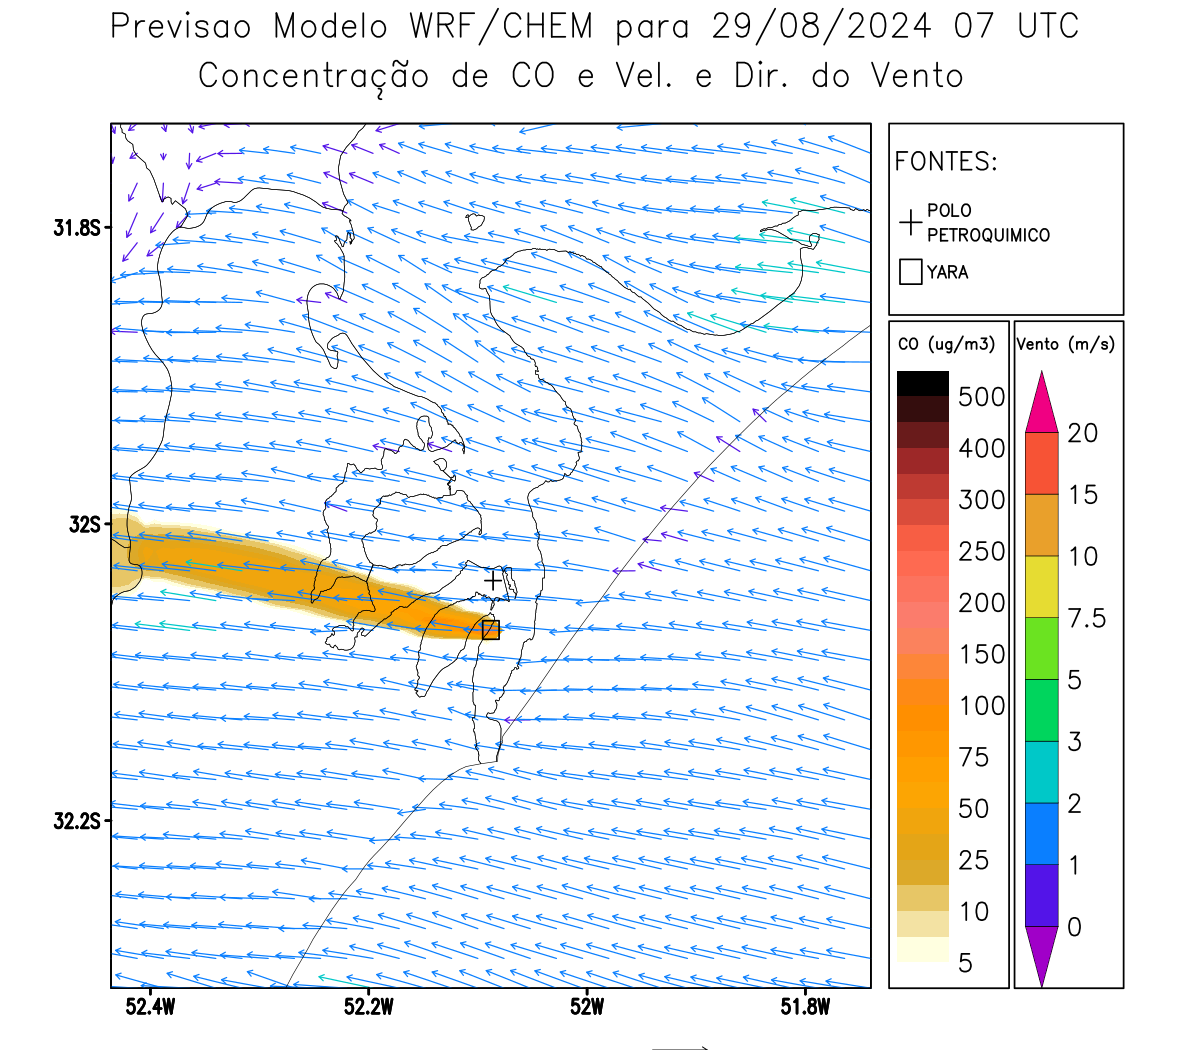 Previsao Modelo WRF/CHEM para 29/08/2024 07 UTC
Concentração de CO e Vel. e Dir. do Vento
FONTES:
POLO
PETROQUIMICO
YARA
CO (ug/m3)
500
400
300
250
200
150
100
75
50
25
10
5
Vento (m/s)
20
15
10
7.5
5
3
2
1
0
31.8S
32S
32.2S
52.4W
52.2W
52W
51.8W